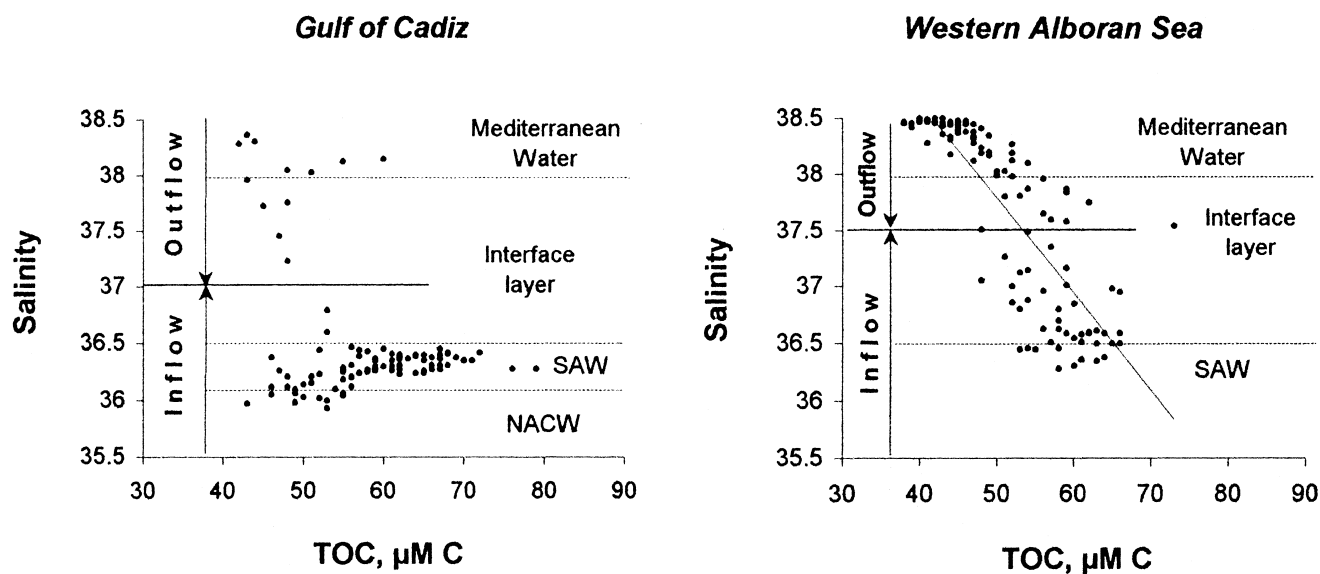 Gulf of Cadiz
Salinity
38.5
38
37.5
37
36.5
36
35.5
30
40
50
60
70
80
90
TOC, µM C
Outflow
Inflow
Mediterranean
Water
Interface
layer
SAW
NACW
Western Alboran Sea
Salinity
38.5
38
37.5
37
36.5
36
35.5
30
40
50
60
70
80
90
TOC, µM C
Outflow
Inflow
Mediterranean
Water
Interface
layer
SAW